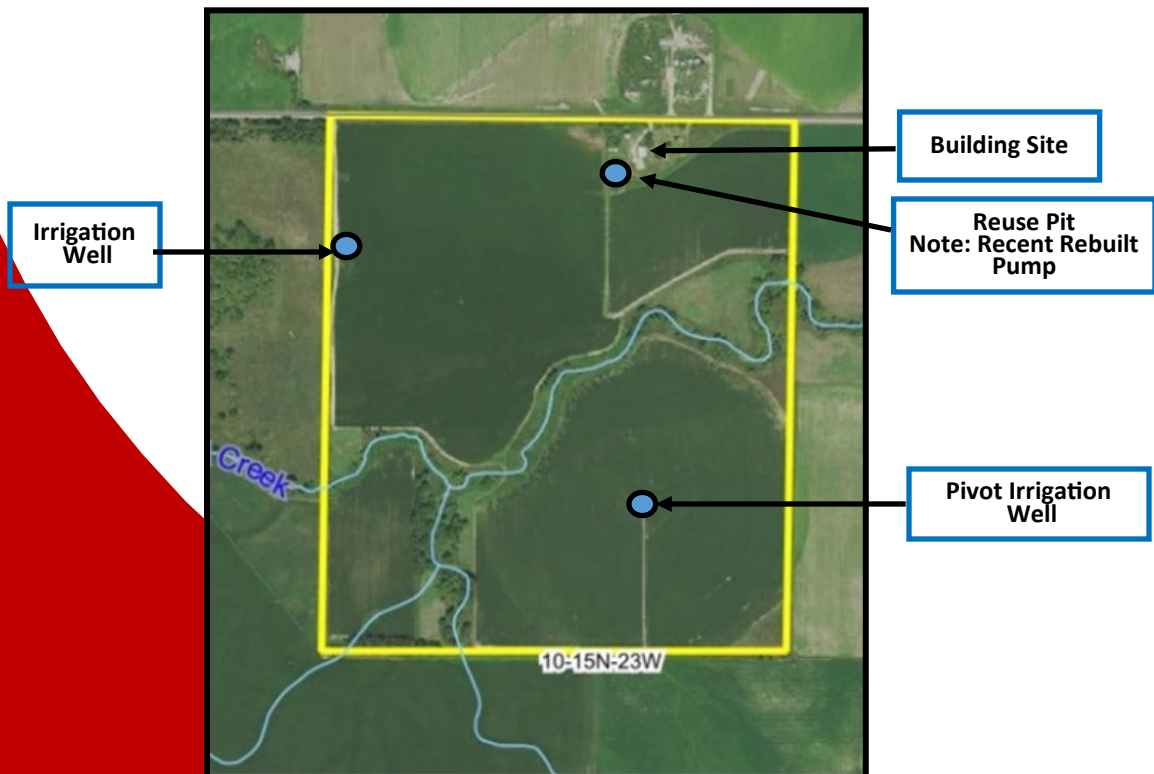 Building Site
Reuse Pit
Note: Recent Rebuilt
Pump
Irrigation
Well
Creek
Pivot Irrigation
Well
10-15N-23W